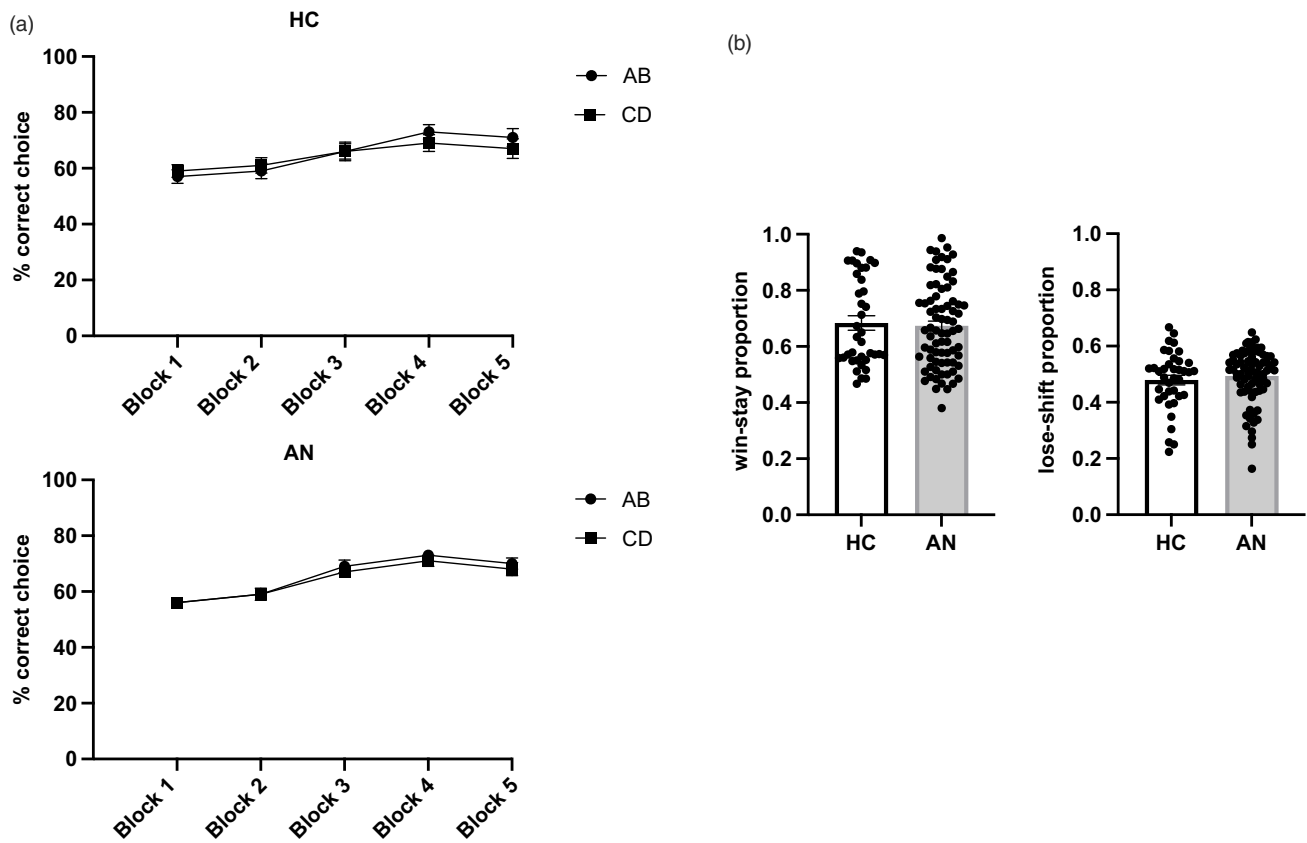 (a)
HC
100
80
60
40
20
0
% correct choice
Block 1
Block 2
Block 3
Block 4
Block 5
AB
CD
AN
100
80
60
40
20
0
% correct choice
Block 1
Block 2
Block 3
Block 4
Block 5
AB
CD
(b)
1.0
0.8
0.6
0.4
0.2
0.0
win-stay proportion
HC
AN
1.0
0.8
0.6
0.4
0.2
0.0
lose-shift proportion
HC
AN